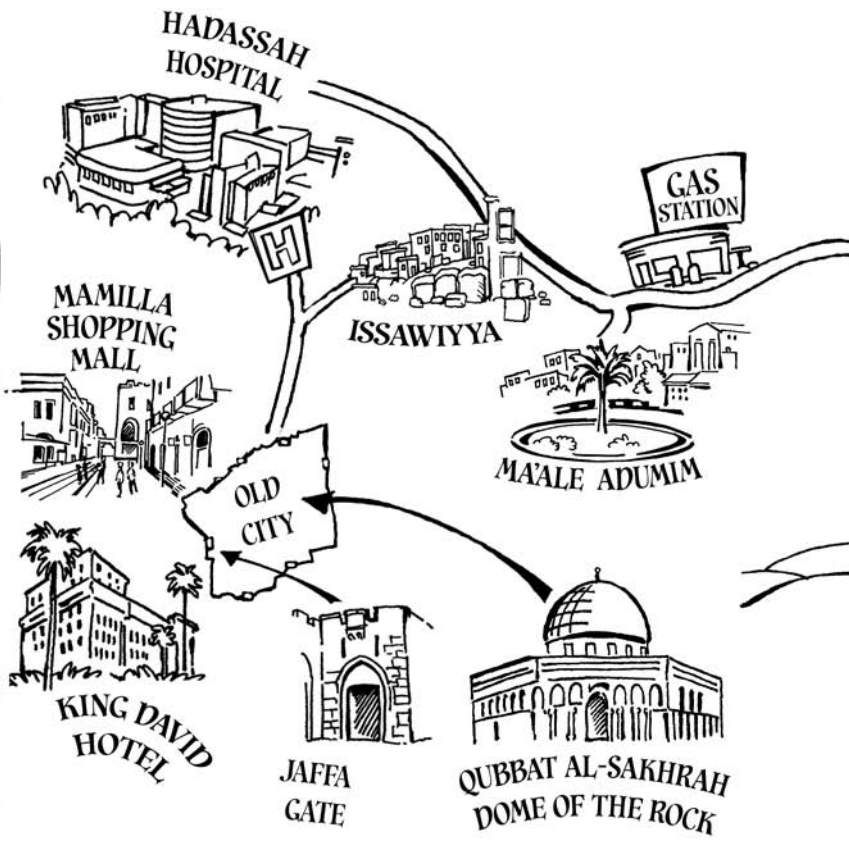 HADASSAH
HOSPITAL
GAS
STATION
H
MAMILLA
SHOPPING
MALL
ISSAWIYYA
MA'ALE ADUMIM
OLD
CITY
KING DAVID
HOTEL
JAFFA
GATE
QUBBAT AL-SAKHRAH
DOME OF THE ROCK